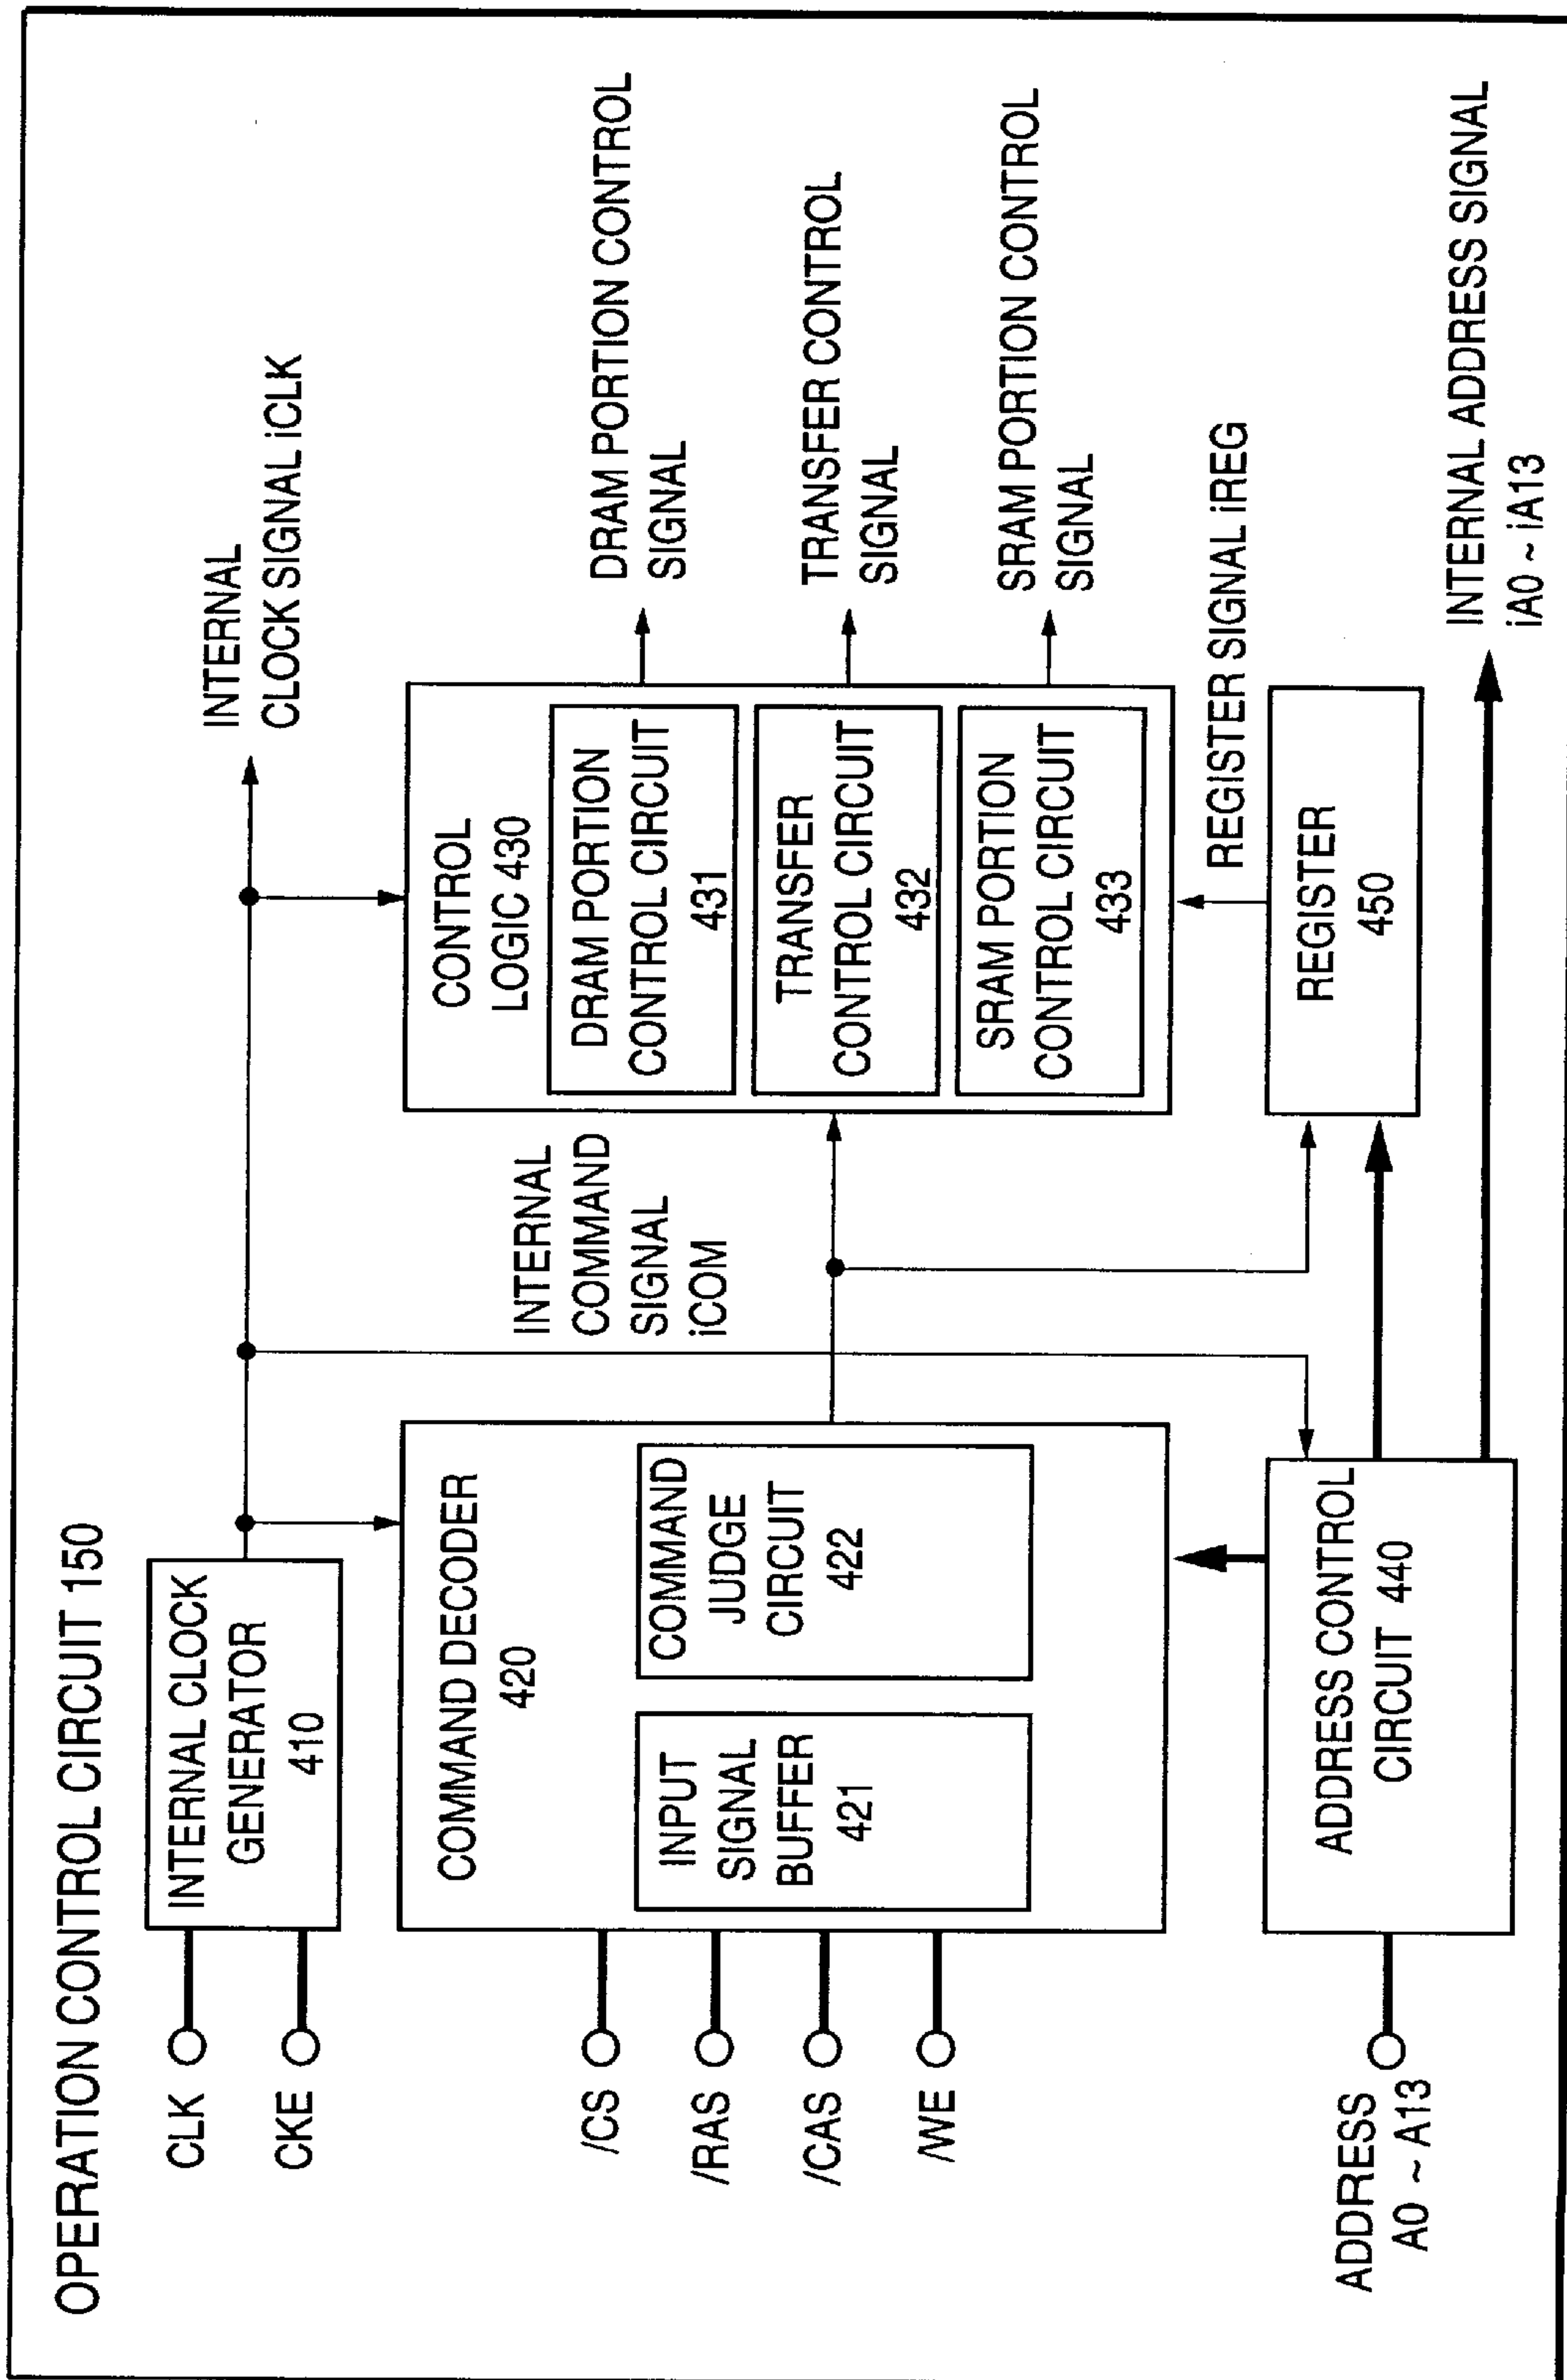 OPERATION CONTROL CIRCUIT 150
CLK
CKE
INTERNAL CLOCK
GENERATOR
410
INTERNAL
CLOCK SIGNAL iCLK
/CS
/RAS
/CAS
/WE
COMMAND DECODER
420
INPUT
SIGNAL
BUFFER
421
COMMAND
JUDGE
CIRCUIT
422
INTERNAL
COMMAND
SIGNAL
iCOM
CONTROL
LOGIC 430
DRAM PORTION
CONTROL CIRCUIT
431
TRANSFER
CONTROL CIRCUIT
432
SRAM PORTION
CONTROL CIRCUIT
433
DRAM PORTION CONTROL
SIGNAL
TRANSFER CONTROL
SIGNAL
SRAM PORTION CONTROL
SIGNAL
REGISTER SIGNAL iREG
ADDRESS
A0 ~ A13
ADDRESS CONTROL
CIRCUIT 440
REGISTER
450
INTERNAL ADDRESS SIGNAL
iA0 ~ iA13